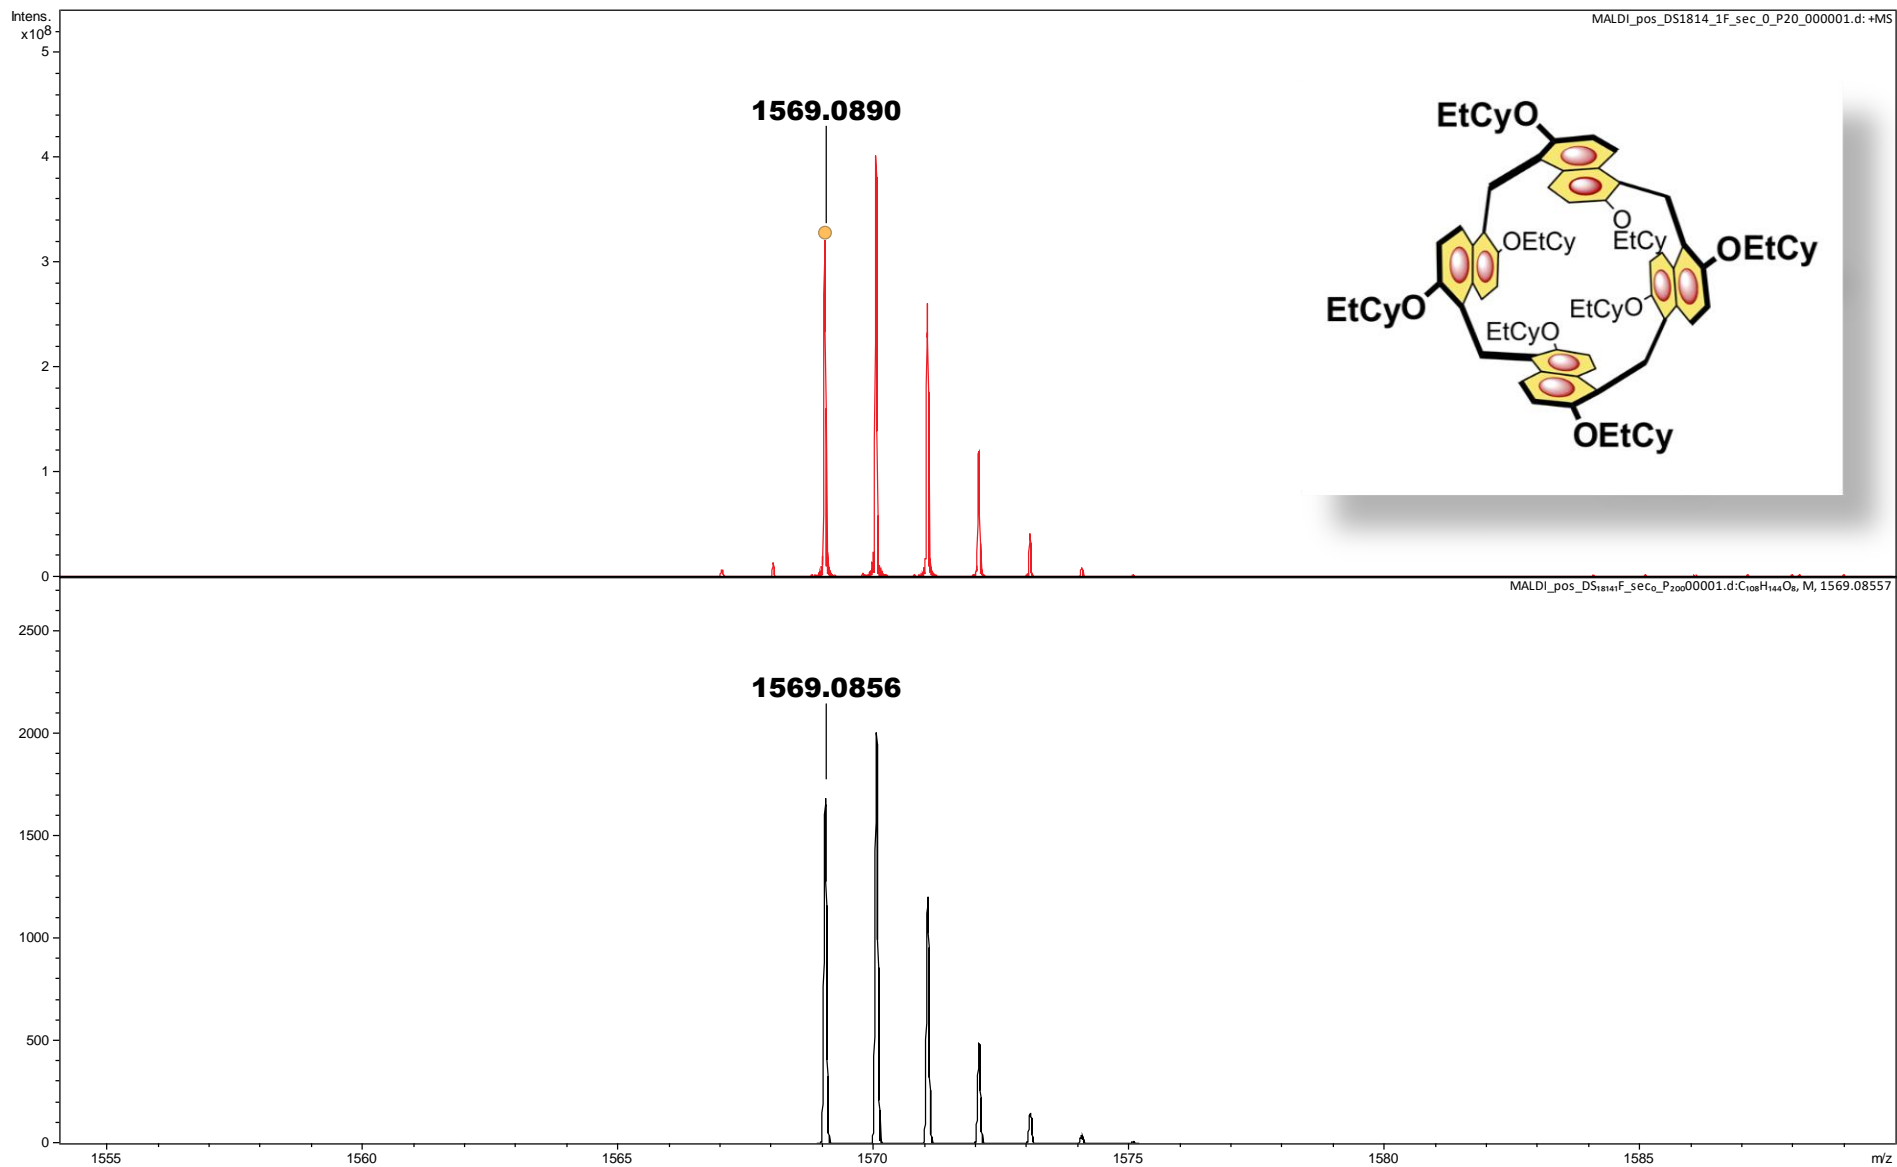 Intens.
x10⁸
MALDI_pos_DS1814_1F_sec_0_P20_000001.d: +MS
5
4
3
2
1
0
1569.0890
EtCyO
O
EtCy
OEtCy
OEtCy
EtCyO
EtCyO
EtCyO
OEtCy
MALDI_pos_DS₁₈₁₄₁F_sec₀_P₂₀₀00001.d:C₁₀₈H₁₄₄O₈, M, 1569.08557
2500
2000
1500
1000
500
0
1569.0856
1555 1560 1565 1570 1575 1580 1585 m/z